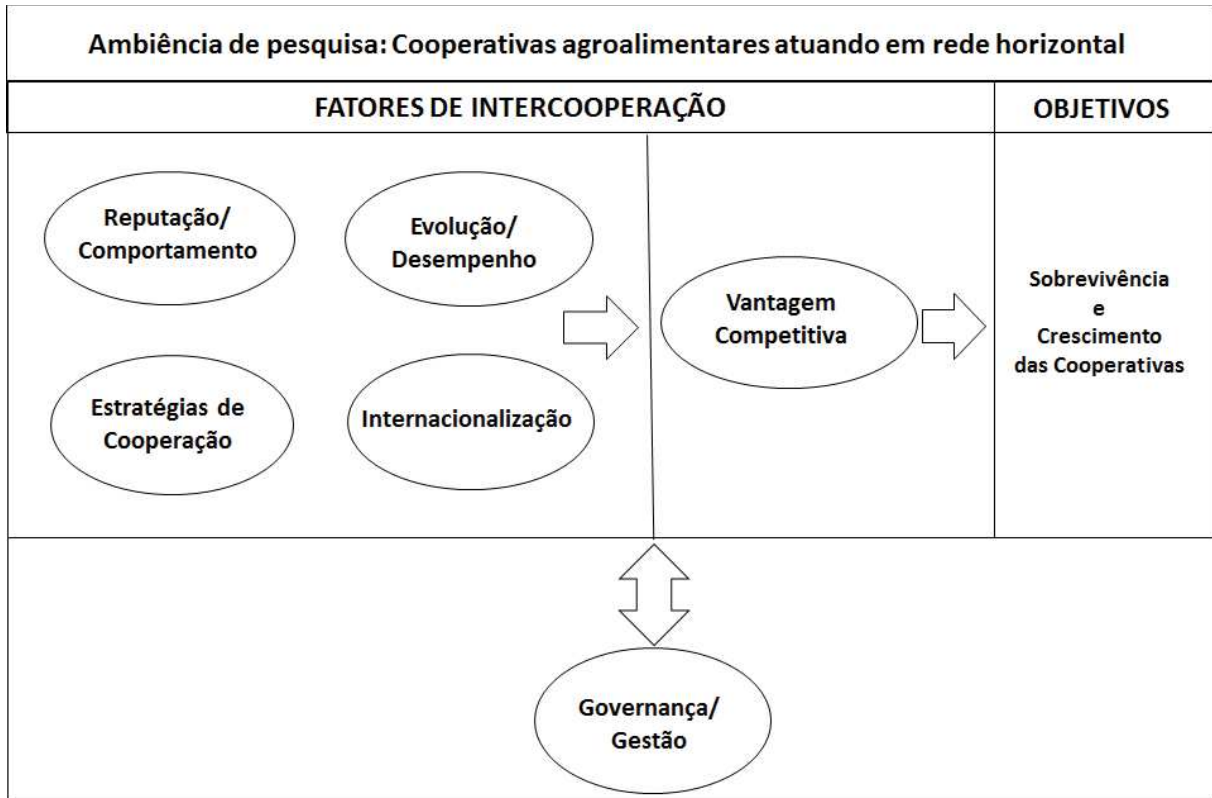 Ambiência de pesquisa: Cooperativas agroalimentares atuando em rede horizontal
FATORES DE INTERCOOPERAÇÃO
OBJETIVOS
Reputação/
Comportamento
Evolução/
Desempenho
Estratégias de
Cooperação
Internacionalização
Vantagem
Competitiva
Sobrevivência
e
Crescimento
das Cooperativas
Governança/
Gestão